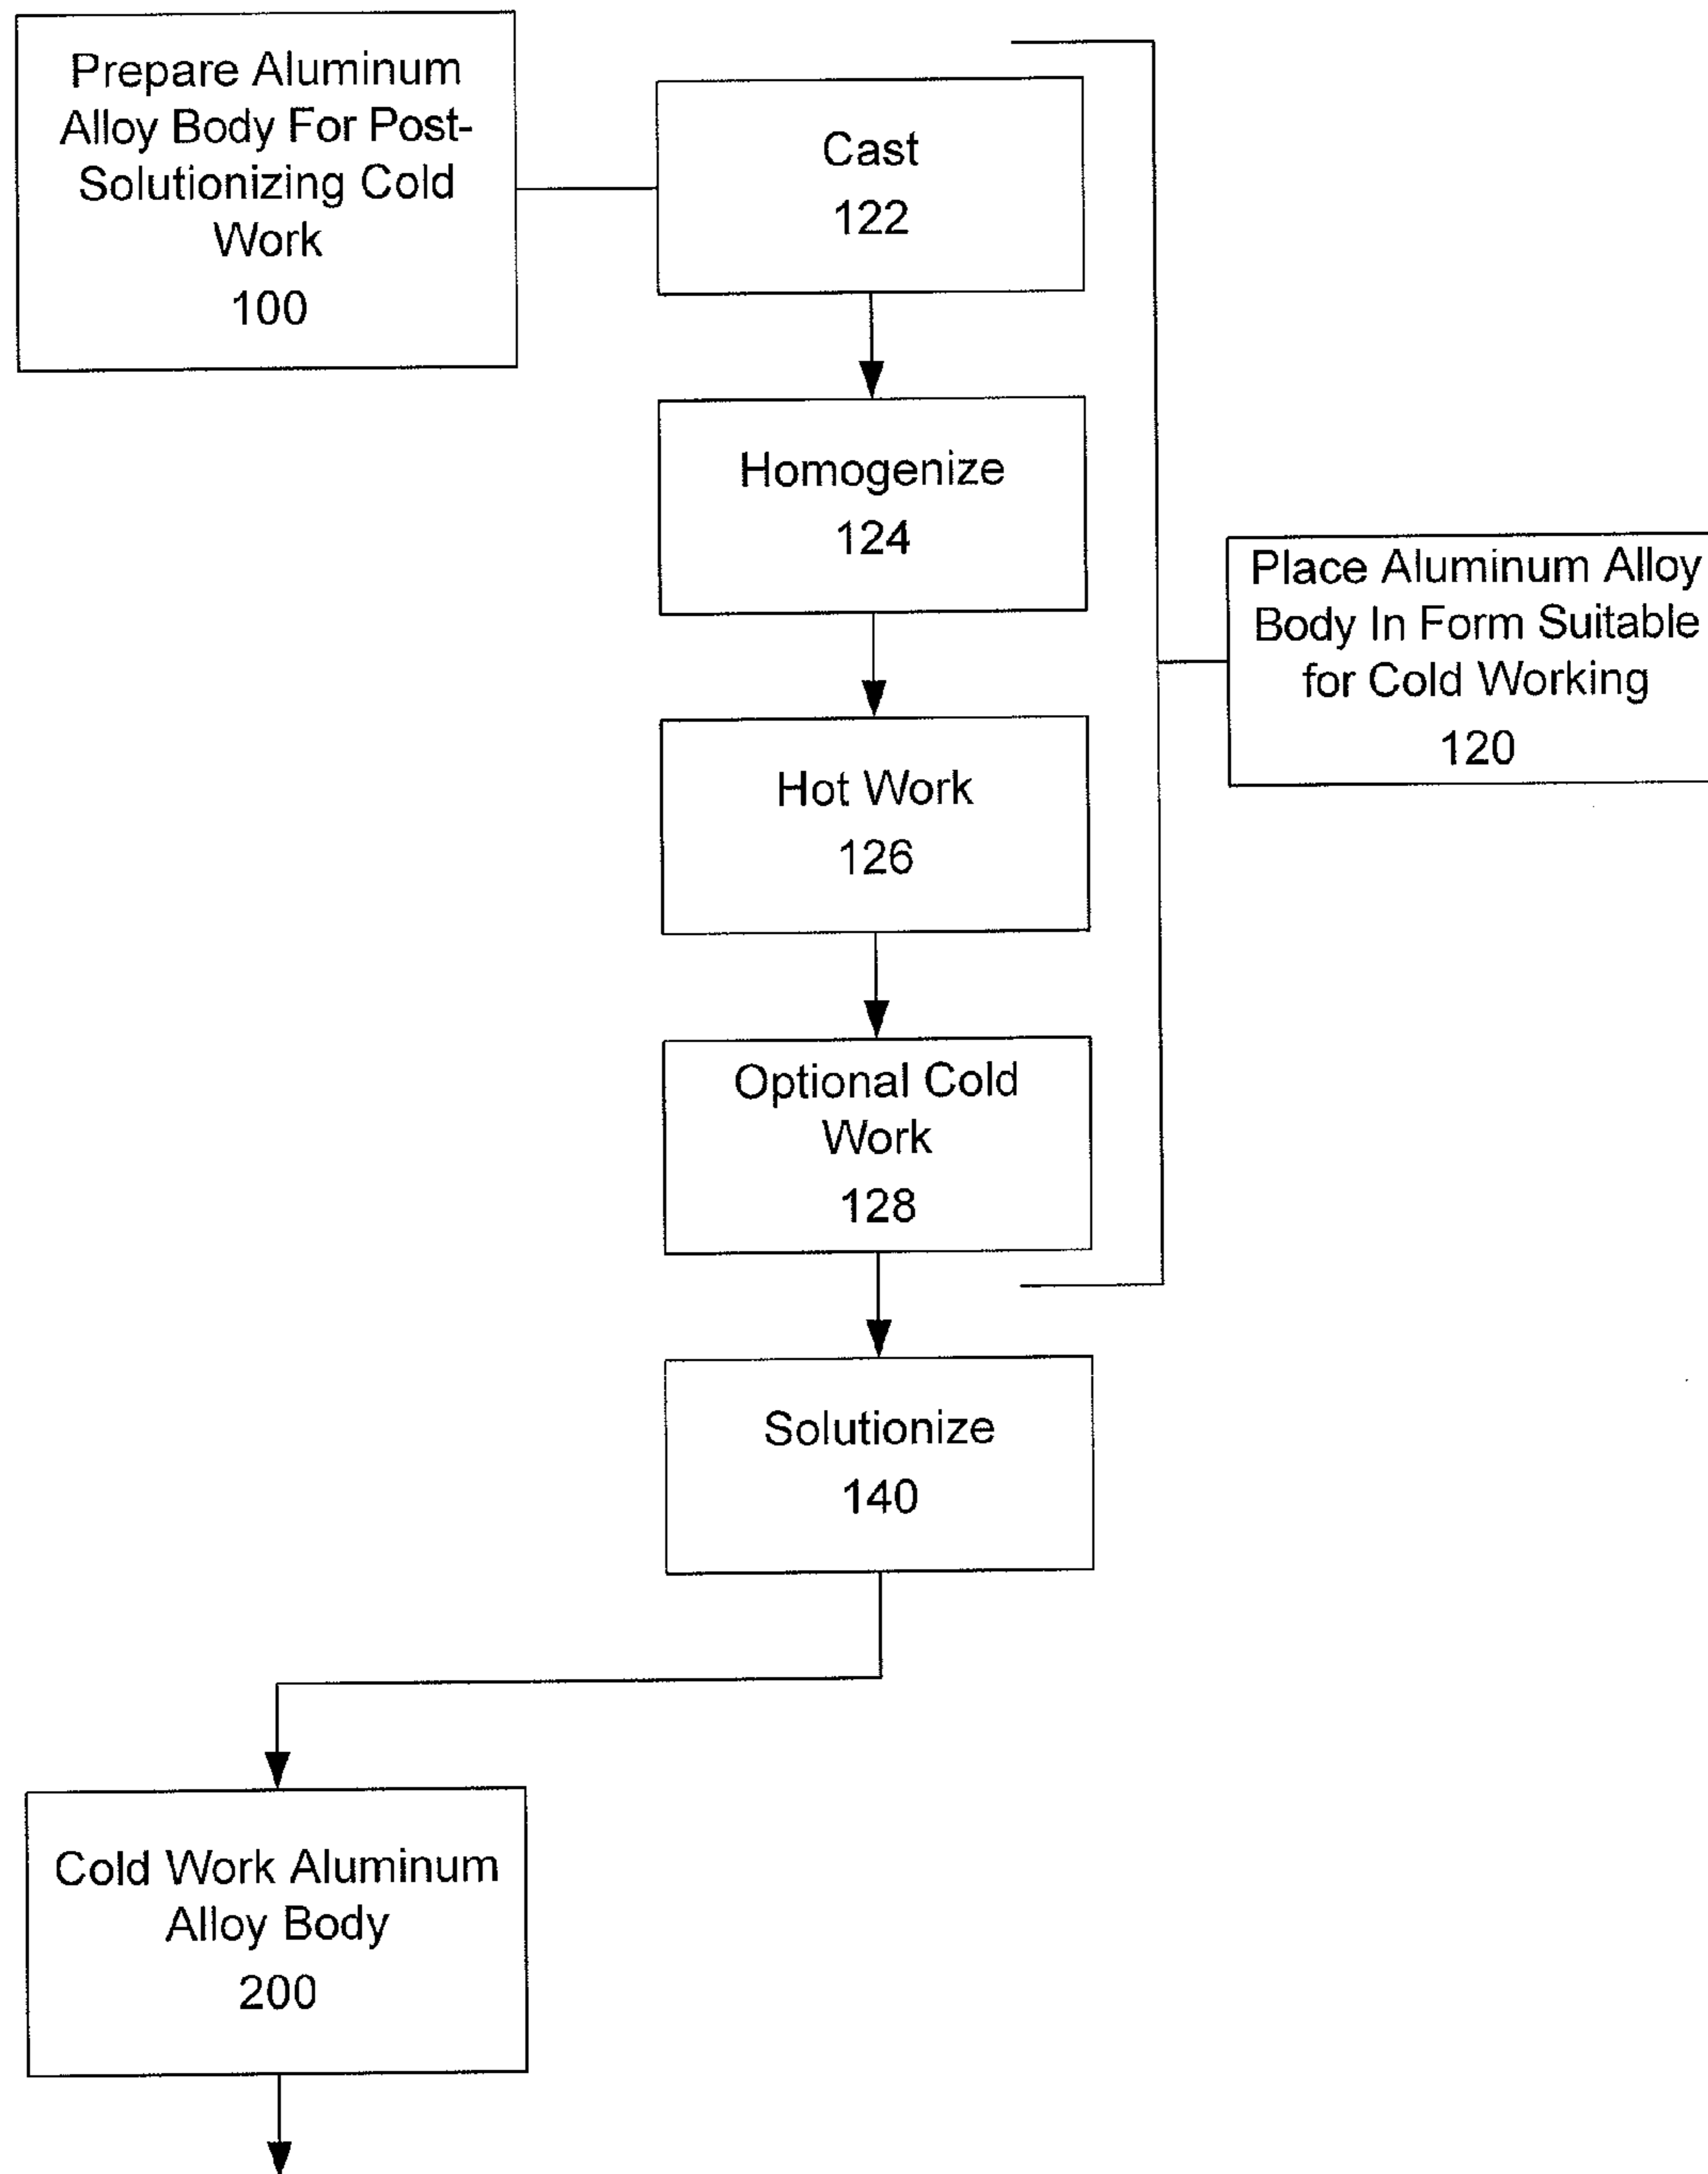 Prepare Aluminum
Alloy Body For Post-
Solutionizing Cold
Work
100
Cast
122
Homogenize
124
Place Aluminum Alloy
Body In Form Suitable
for Cold Working
120
Hot Work
126
Optional Cold
Work
128
Solutionize
140
Cold Work Aluminum
Alloy Body
200